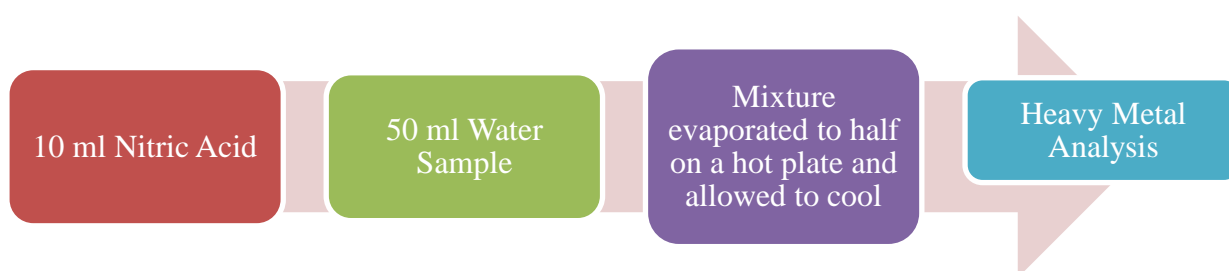 10 ml Nitric Acid
50 ml Water
Sample
Mixture
evaporated to half
on a hot plate and
allowed to cool
Heavy Metal
Analysis